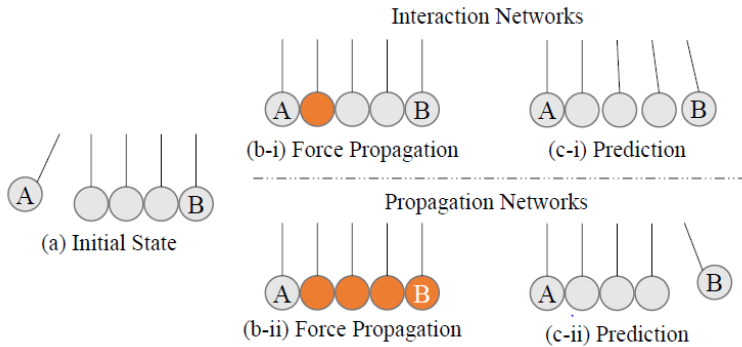 Interaction Networks
A B
(b-i) Force Propagation
A B
(c-i) Prediction
A B
(a) Initial State
Propagation Networks
A B
(b-ii) Force Propagation
A B
(c-ii) Prediction